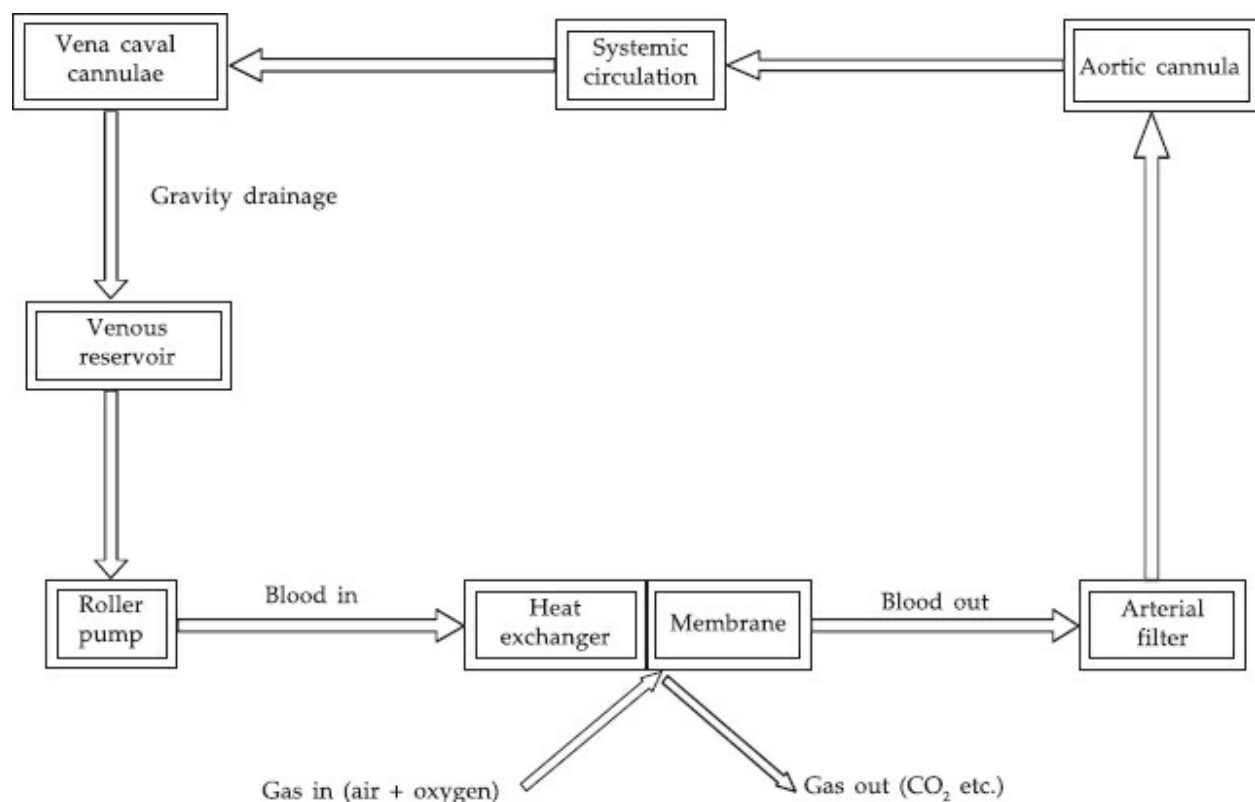 Vena caval
cannulae
Systemic
circulation
Aortic cannula
Gravity drainage
Venous
reservoir
Roller
pump
Blood in
Heat
exchanger
Membrane
Blood out
Arterial
filter
Gas in (air + oxygen)
Gas out (CO₂ etc.)